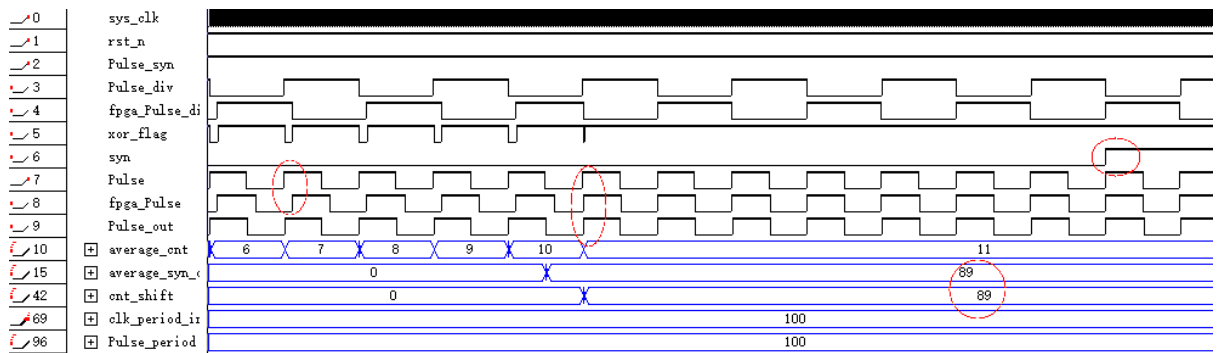 0 sys_clk
1 rst_n
2 Pulse_syn
3 Pulse_div
4 fpga_Pulse_di
5 xor_flag
6 syn
7 Pulse
8 fpga_Pulse
9 Pulse_out
10 + average_cnt 6 7 8 9 10 11
15 + average_syn_c 0 89
42 + cnt_shift 0 89
69 + clk_period_ir 100
96 + Pulse_period 100